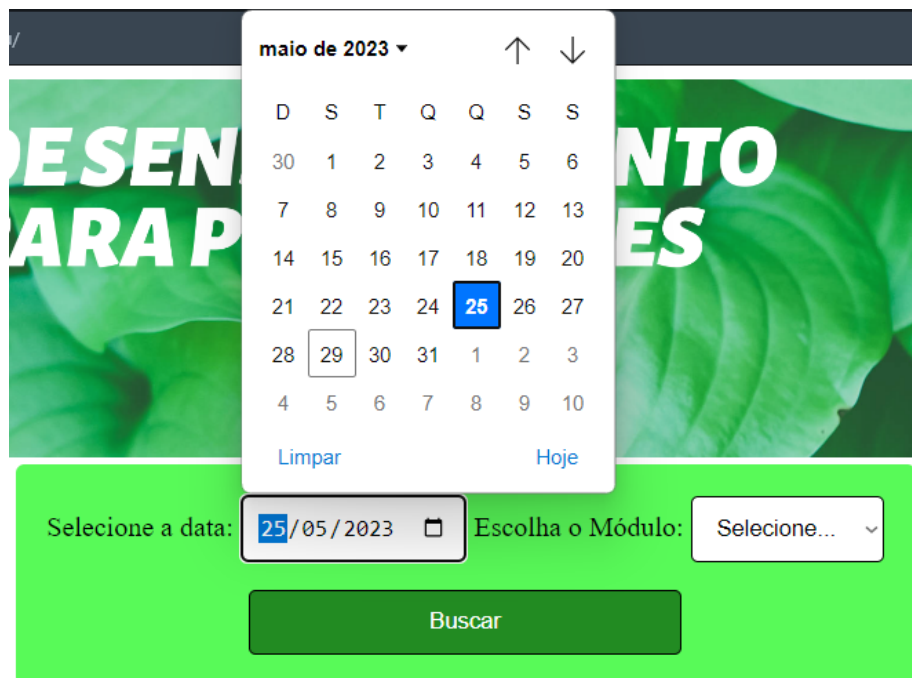 /
maio de 2023
D S T Q Q S S
30 1 2 3 4 5 6
7 8 9 10 11 12 13
14 15 16 17 18 19 20
21 22 23 24 25 26 27
28 29 30 31 1 2 3
4 5 6 7 8 9 10
Limpar Hoje
Selecione a data: 25/05/2023 Escolha o Módulo: Selecione...
Buscar